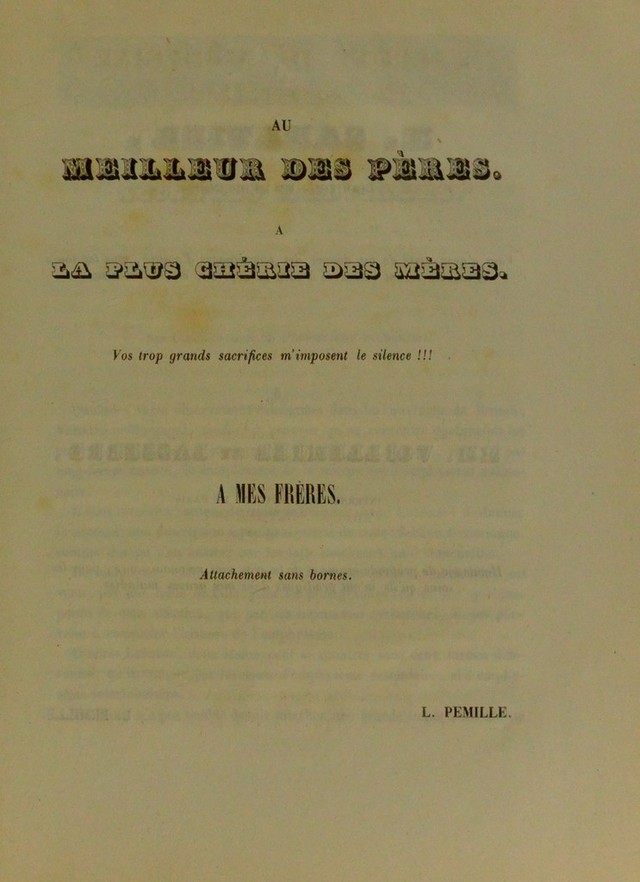 AU
MEILLEUR DES PÈRES.
A
LA PLUS CHÉRIE DES MÈRES.
Vos trop grands sacrifices m'imposent le silence !!!
A MES FRÈRES.
Attachement sans bornes.
L. PEMILLE.